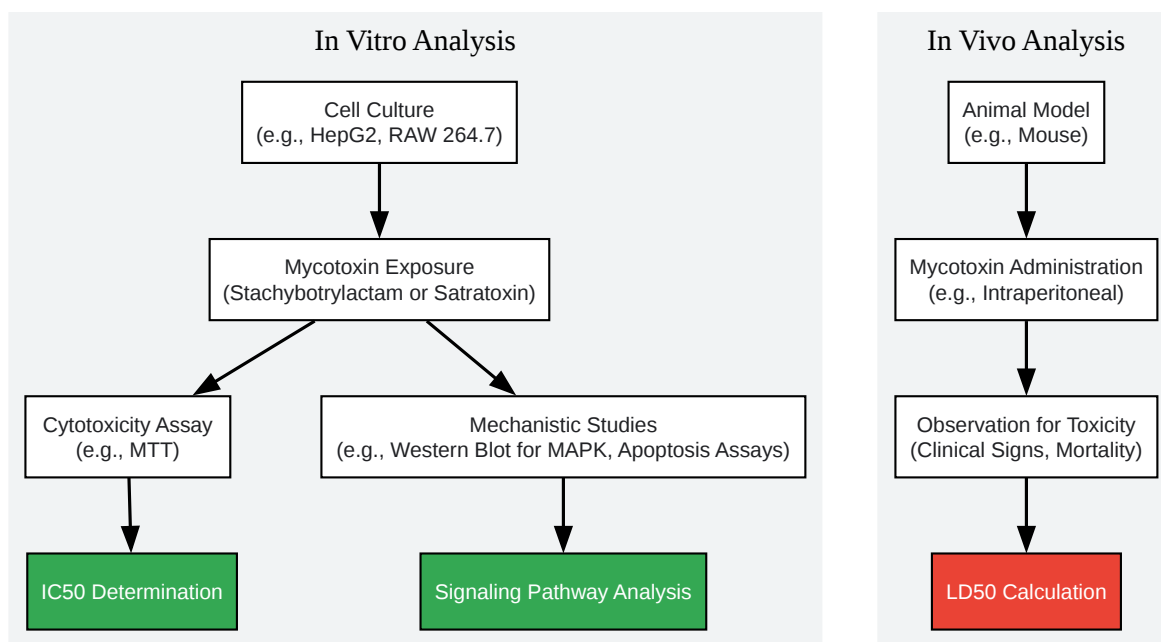 In Vitro Analysis
Cell Culture
(e.g., HepG2, RAW 264.7)
Mycotoxin Exposure
(Stachybotrylactam or Satratoxin)
Cytotoxicity Assay
(e.g., MTT)
Mechanistic Studies
(e.g., Western Blot for MAPK, Apoptosis Assays)
IC50 Determination
Signaling Pathway Analysis
In Vivo Analysis
Animal Model
(e.g., Mouse)
Mycotoxin Administration
(e.g., Intraperitoneal)
Observation for Toxicity
(Clinical Signs, Mortality)
LD50 Calculation